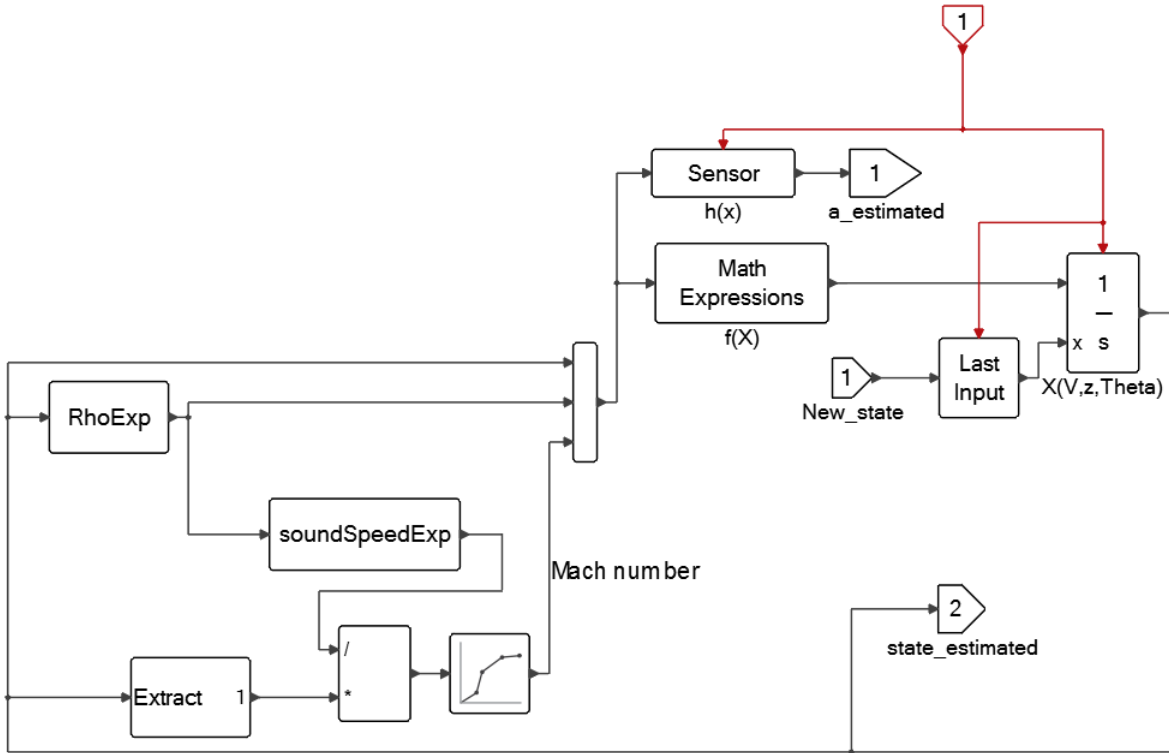 1
Sensor
h(x)
1
a_estimated
Math
Expressions
f(X)
1
s
x
X(V,z,Theta)
Last
Input
1
New_state
RhoExp
soundSpeedExp
Mach number
2
state_estimated
/
*
Extract 1